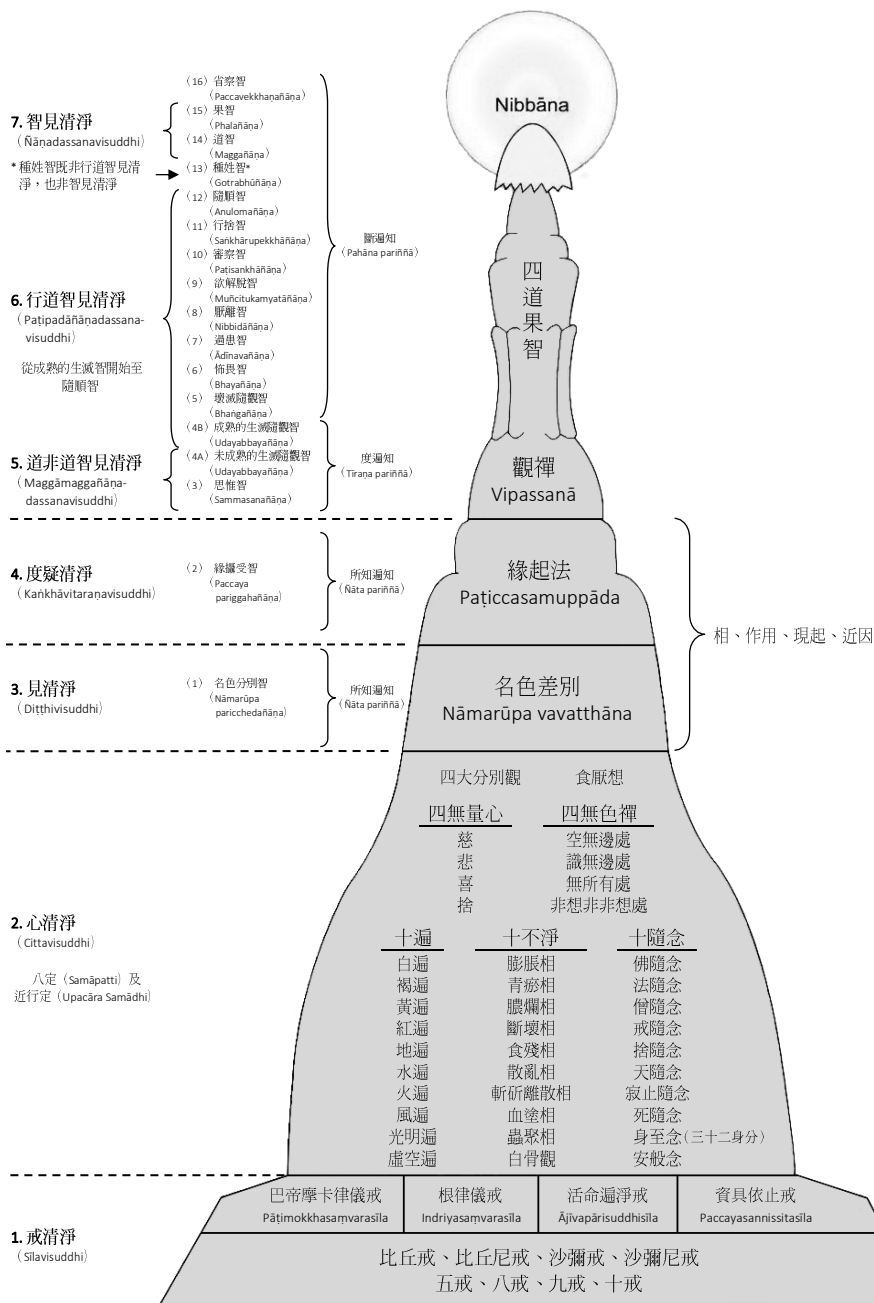 Nibbāna
四道果智
觀禪
Vipassanā
緣起法
Paṭiccasamuppāda
名色差別
Nāmarūpa vavatthāna
相、作用、現起、近因
（16） 省察智
（Paccavekkhaṇañāṇa）
7. 智見清淨
（Ñāṇadassanavisuddhi）
（15） 果智
（Phalañāṇa）
（14） 道智
（Maggañāṇa）
* 種姓智既非行道智見清
淨，也非智見清淨
（13） 種姓智*
（Gotrabhūñāṇa）
（12） 隨順智
（Anulomañāṇa）
（11） 行捨智
（Saṅkhārupekkhāñāṇa）
（10） 審察智
（Paṭisankhāñāṇa）
（9） 欲解脫智
（Muñcitukamyatāñāṇa）
（8） 厭離智
（Nibbidāñāṇa）
（7） 過患智
（Ādīnavañāṇa）
（6） 怖畏智
（Bhayañāṇa）
（5） 壞滅隨觀智
（Bhaṅgañāṇa）
斷遍知
（Pahāna pariññā）
6. 行道智見清淨
（Paṭipadāñāṇadassana-
visuddhi）
從成熟的生滅智開始至
隨順智
（4B） 成熟的生滅隨觀智
（Udayabbayañāṇa）
5. 道非道智見清淨
（Maggāmaggañāṇa-
dassanavisuddhi）
（4A） 未成熟的生滅隨觀智
（Udayabbayañāṇa）
（3） 思惟智
（Sammasanañāṇa）
度遍知
（Tīraṇa pariññā）
4. 度疑清淨
（Kaṅkhāvitaraṇavisuddhi）
（2） 緣攝受智
（Paccaya
pariggahañāṇa）
所知遍知
（Ñāta pariññā）
3. 見清淨
（Diṭṭhivisuddhi）
（1） 名色分別智
（Nāmarūpa
paricchedañāṇa）
所知遍知
（Ñāta pariññā）
2. 心清淨
（Cittavisuddhi）
八定（Samāpatti）及
近行定（Upacāra Samādhi）
四大分別觀 食厭想
四無量心 四無色禪
慈 空無邊處
悲 識無邊處
喜 無所有處
捨 非想非非想處
十遍 十不淨 十隨念
白遍 膨脹相 佛隨念
褐遍 青瘀相 法隨念
黃遍 膿爛相 僧隨念
紅遍 斷壞相 戒隨念
地遍 食殘相 捨隨念
水遍 散亂相 天隨念
火遍 斬斫離散相 寂止隨念
風遍 血塗相 死隨念
光明遍 蟲聚相 身至念（三十二身分）
虛空遍 白骨觀 安般念
1. 戒清淨
（Sīlavisuddhi）
巴帝摩卡律儀戒 根律儀戒 活命遍淨戒 資具依止戒
Pāṭimokkhasaṃvarasīla Indriyasaṃvarasīla Ājīvapārisuddhisīla Paccayasannissitasīla
比丘戒、比丘尼戒、沙彌戒、沙彌尼戒
五戒、八戒、九戒、十戒